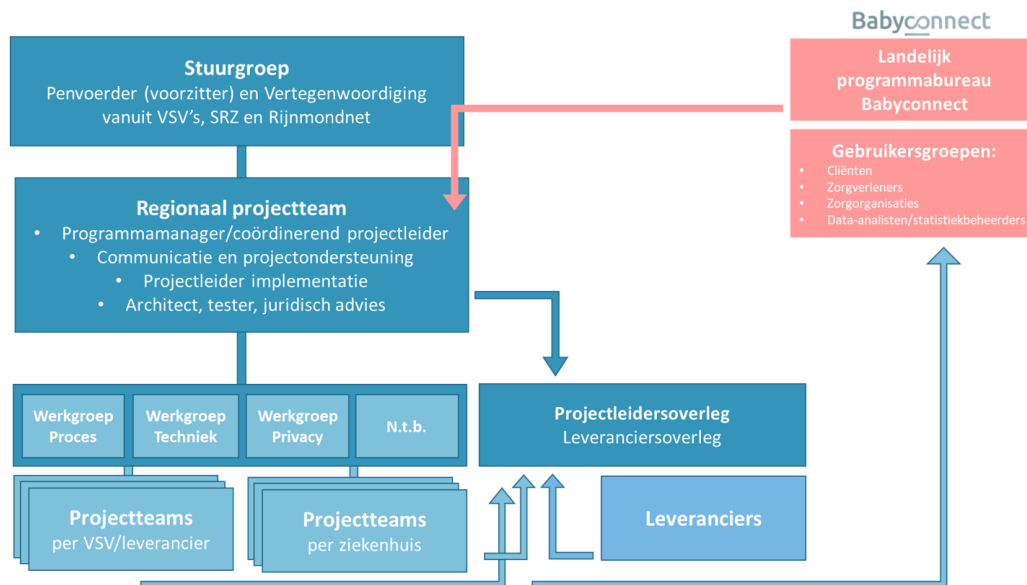 Babyconnect
Stuurgroep
Penvoerder (voorzitter) en Vertegenwoordiging
vanuit VSV's, SRZ en Rijnmondnet
Landelijk
programmabureau
Babyconnect
Gebruikersgroepen:
• Cliënten
• Zorgverleners
• Zorgorganisaties
• Data-analisten/statistiekbeheerders
Regionaal projectteam
• Programmamanager/coördinerend projectleider
• Communicatie en projectondersteuning
• Projectleider implementatie
• Architect, tester, juridisch advies
Werkgroep
Proces
Werkgroep
Techniek
Werkgroep
Privacy
N.t.b.
Projectleidersoverleg
Leveranciersoverleg
Projectteams
per VSV/leverancier
Projectteams
per ziekenhuis
Leveranciers